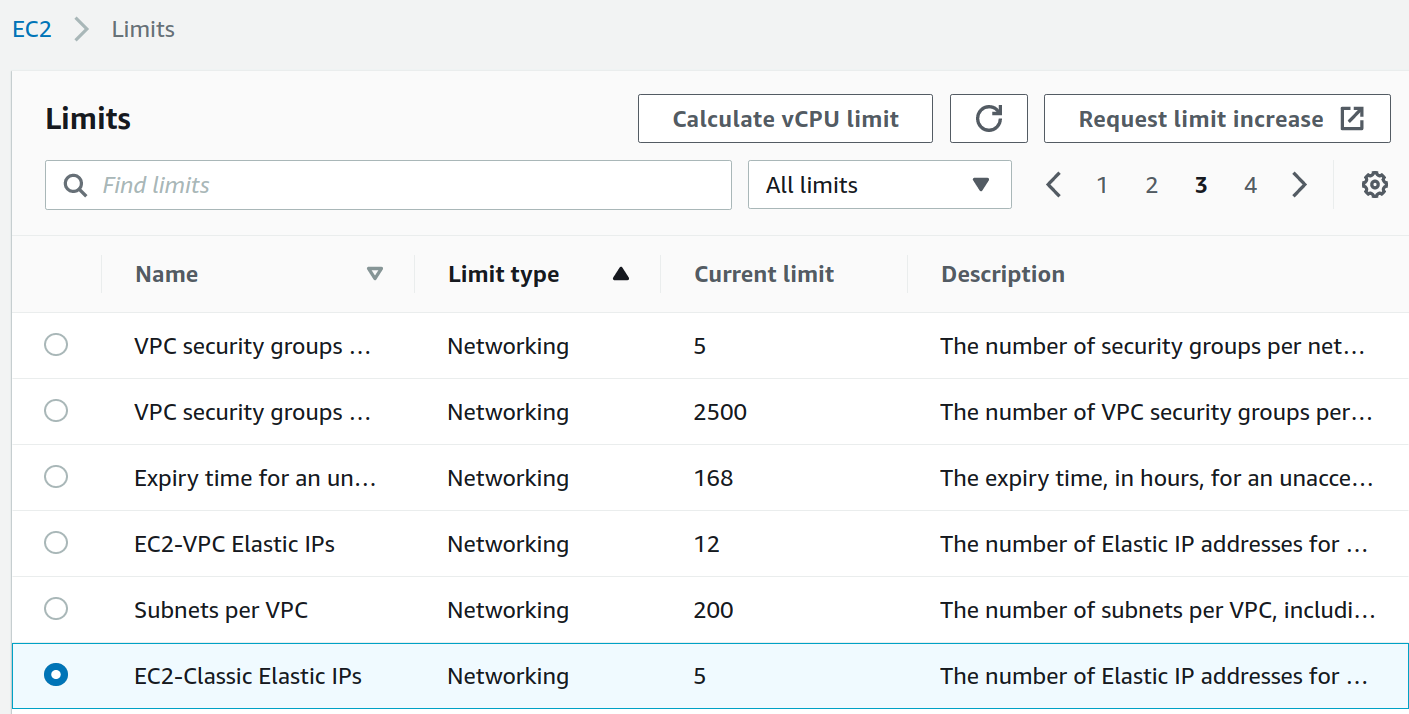 EC2 > Limits
Limits Calculate vCPU limit Request limit increase
Find limits All limits 1 2 3 4
Name Limit type Current limit Description
VPC security groups ... Networking 5 The number of security groups per net...
VPC security groups ... Networking 2500 The number of VPC security groups per...
Expiry time for an un... Networking 168 The expiry time, in hours, for an unacce...
EC2-VPC Elastic IPs Networking 12 The number of Elastic IP addresses for ...
Subnets per VPC Networking 200 The number of subnets per VPC, includi...
EC2-Classic Elastic IPs Networking 5 The number of Elastic IP addresses for ...